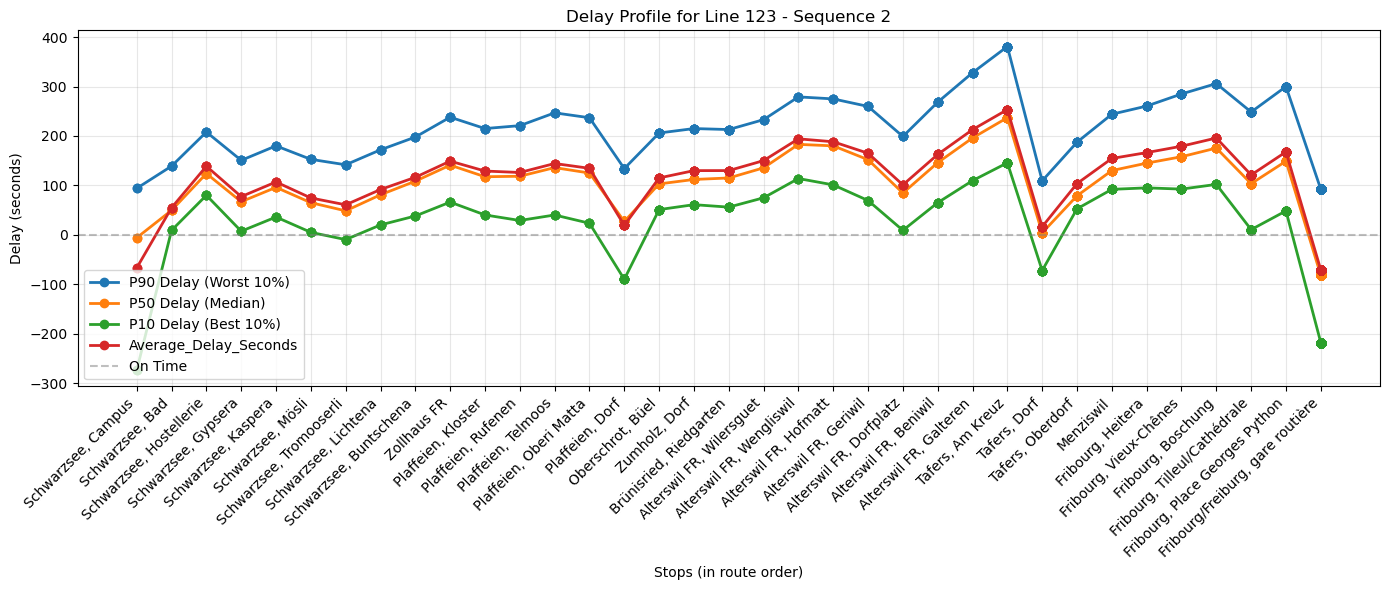 Delay Profile for Line 123 - Sequence 2
Delay (seconds)
400
300
200
100
0
−100
−200
−300
P90 Delay (Worst 10%)
P50 Delay (Median)
P10 Delay (Best 10%)
Average_Delay_Seconds
On Time
Schwarzsee, Campus
Schwarzsee, Bad
Schwarzsee, Hostellerie
Schwarzsee, Gypsera
Schwarzsee, Kaspera
Schwarzsee, Mösli
Schwarzsee, Tromooserli
Schwarzsee, Lichtena
Schwarzsee, Buntschena
Zollhaus FR
Plaffeien, Kloster
Plaffeien, Rufenen
Plaffeien, Telmoos
Plaffeien, Oberi Matta
Plaffeien, Dorf
Oberschrot, Büel
Zumholz, Dorf
Brünisried, Riedgarten
Alterswil FR, Wilersguet
Alterswil FR, Wengliswil
Alterswil FR, Hofmatt
Alterswil FR, Geriwil
Alterswil FR, Dorfplatz
Alterswil FR, Beniwil
Alterswil FR, Galteren
Tafers, Am Kreuz
Tafers, Dorf
Tafers, Oberdorf
Menziswil
Fribourg, Heitera
Fribourg, Vieux-Chênes
Fribourg, Boschung
Fribourg, Tilleul/Cathédrale
Fribourg, Place Georges Python
Fribourg/Freiburg, gare routière
Stops (in route order)